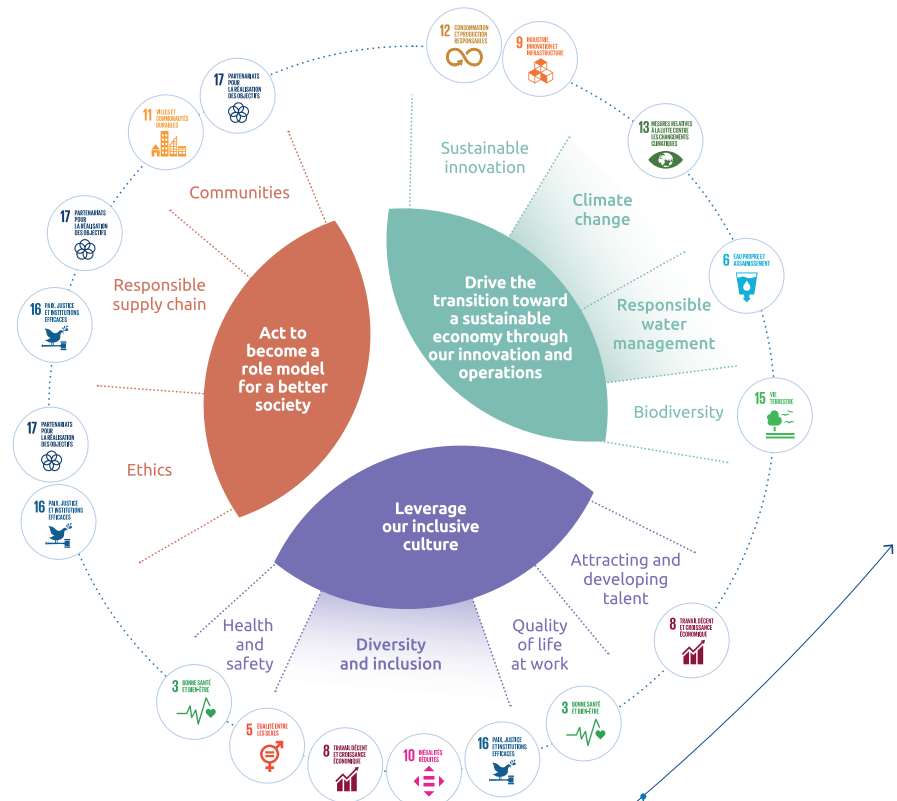 12 CONSOMMATION
ET PRODUCTION
RESPONSABLES
9 INDUSTRIE,
INNOVATION ET
INFRASTRUCTURE
13 MESURES RELATIVES
À LA LUTTE CONTRE
LES CHANGEMENTS
CLIMATIQUES
6 EAU PROPRE ET
ASSAINISSEMENT
15 VIE
TERRESTRE
8 TRAVAIL DÉCENT
ET CROISSANCE
ÉCONOMIQUE
3 BONNE SANTÉ
ET BIEN-ÊTRE
16 PAIX, JUSTICE
ET INSTITUTIONS
EFFICACES
10 INÉGALITÉS
RÉDUITES
8 TRAVAIL DÉCENT
ET CROISSANCE
ÉCONOMIQUE
5 ÉGALITÉ ENTRE
LES SEXES
3 BONNE SANTÉ
ET BIEN-ÊTRE
16 PAIX, JUSTICE
ET INSTITUTIONS
EFFICACES
17 PARTENARIATS
POUR
LA RÉALISATION
DES OBJECTIFS
16 PAIX, JUSTICE
ET INSTITUTIONS
EFFICACES
17 PARTENARIATS
POUR
LA RÉALISATION
DES OBJECTIFS
11 VILLES ET
COMMUNAUTÉS
DURABLES
17 PARTENARIATS
POUR
LA RÉALISATION
DES OBJECTIFS
Sustainable
innovation
Climate
change
Responsible
water
management
Biodiversity
Drive the
transition toward
a sustainable
economy through
our innovation and
operations
Communities
Responsible
supply chain
Ethics
Act to
become a
role model
for a better
society
Leverage
our inclusive
culture
Attracting and
developing
talent
Quality
of life
at work
Diversity
and inclusion
Health
and
safety